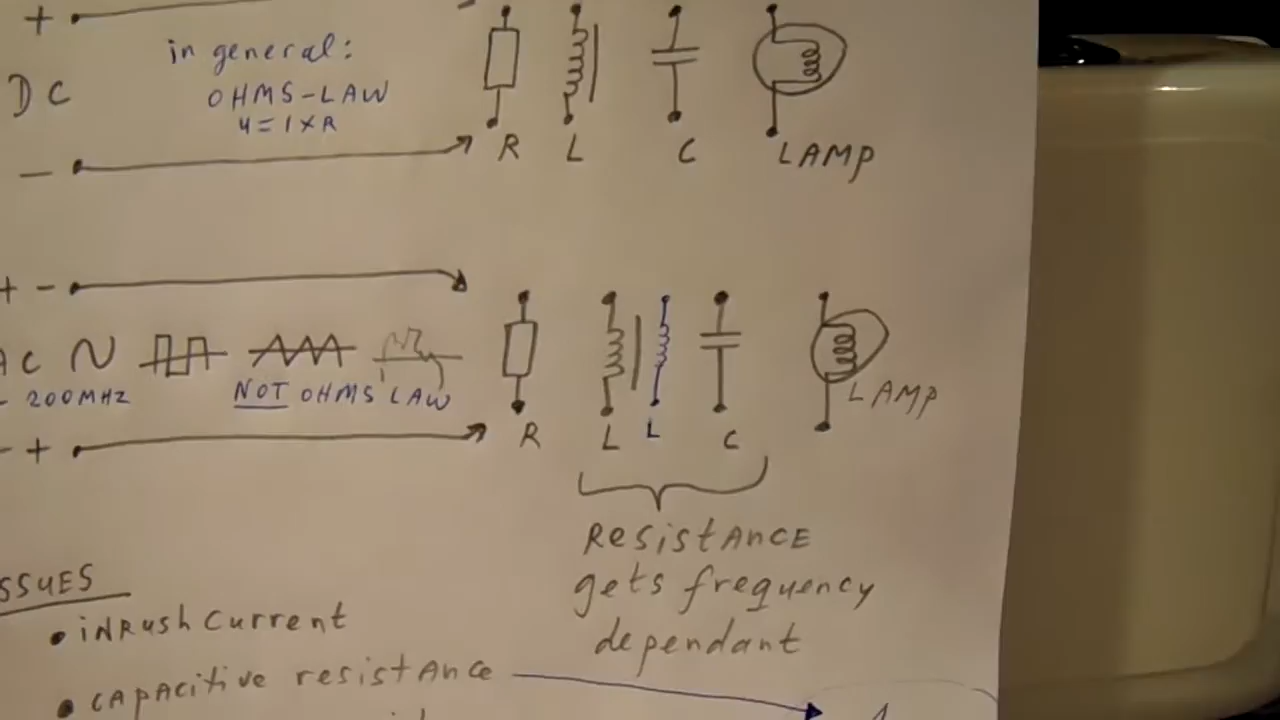 +
in general:
DC
OHMS-LAW
U = I X R
−
R
L
C
LAMP
+ −
AC
200MHZ
NOT OHMS LAW
− +
R
L
L
C
LAMP
Resistance
gets frequency
dependant
ISSUES
• inrush current
• capacitive resistance